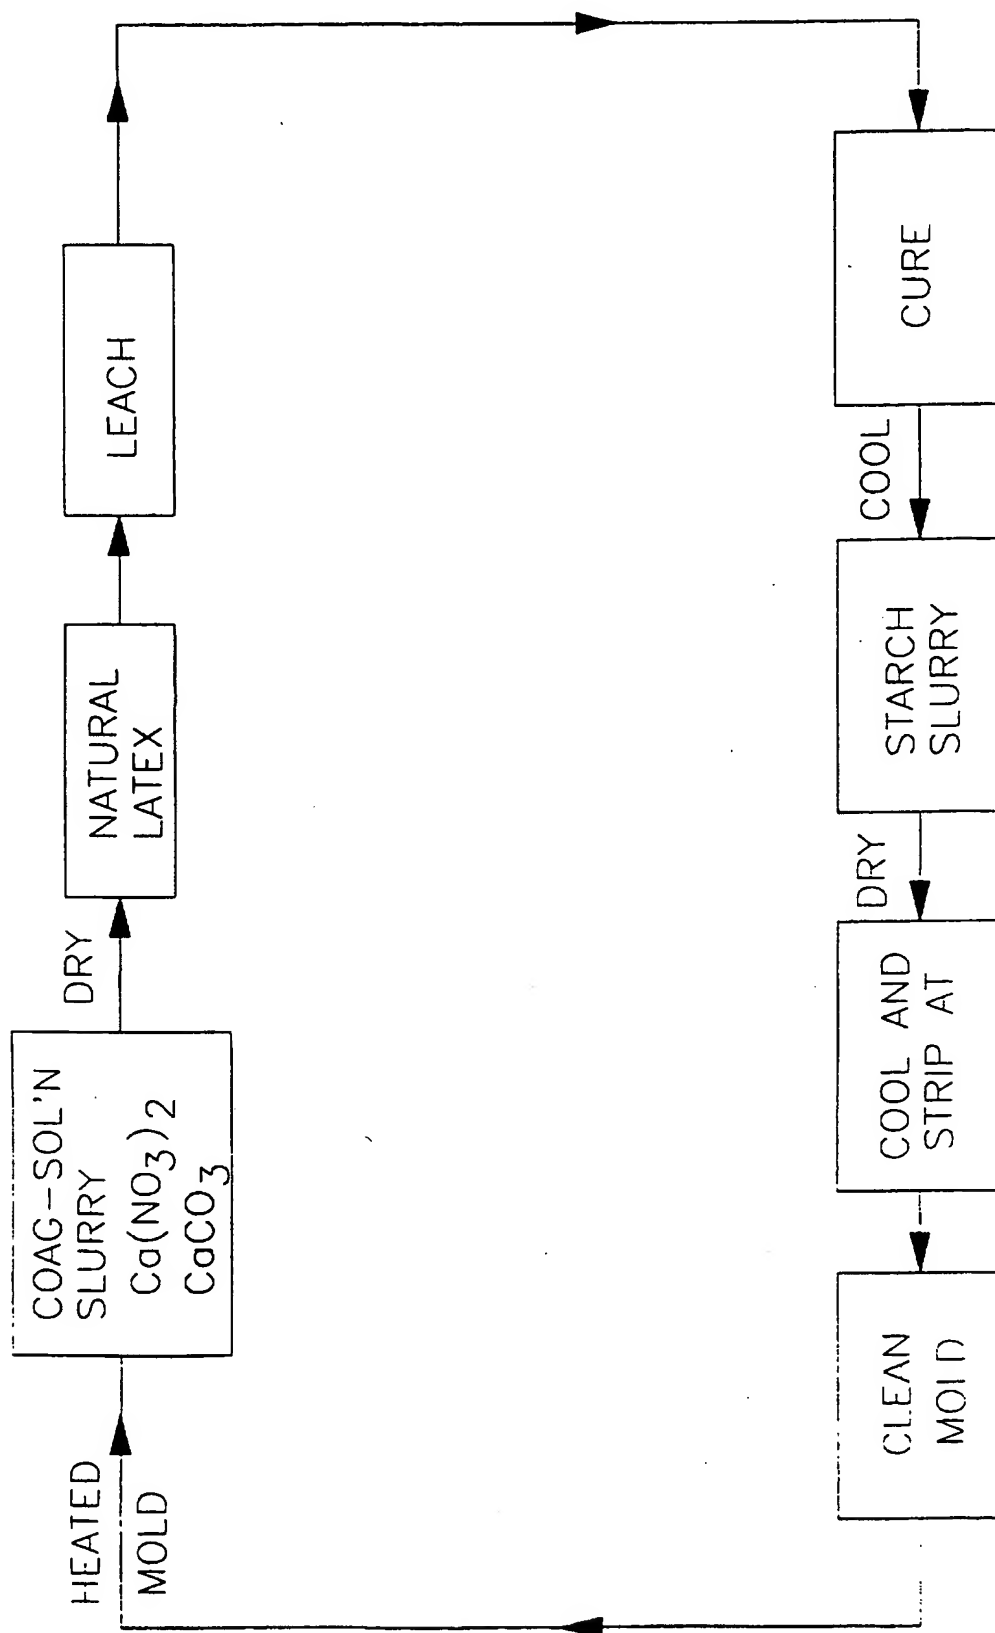 HEATED
MOLD
COAG-SOL'N
SLURRY
Ca(NO3)2
CaCO3
DRY
NATURAL
LATEX
LEACH
CURE
COOL
STARCH
SLURRY
DRY
COOL AND
STRIP AT
CLEAN
MOLD